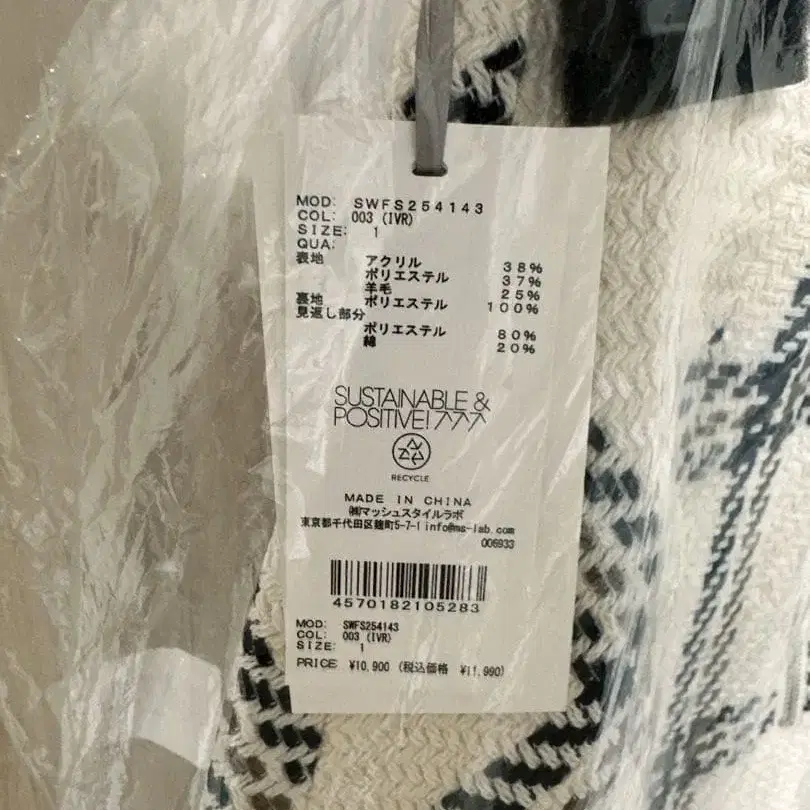 MOD: SWFS254143
COL: 003 (IVR)
SIZE: 1
QUA:
表地 アクリル 38%
ポリエステル 37%
羊毛 25%
裏地 ポリエステル 100%
見返し部分
ポリエステル 80%
綿 20%
SUSTAINABLE &
POSITIVE!
RECYCLE
MADE IN CHINA
㈱マッシュスタイルラボ
東京都千代田区麹町5-7-1 info@ms-lab.com
006933
4570182105283
MOD: SWFS254143
COL: 003 (IVR)
SIZE: 1
PRICE ¥10,900 (税込価格 ¥11,990)